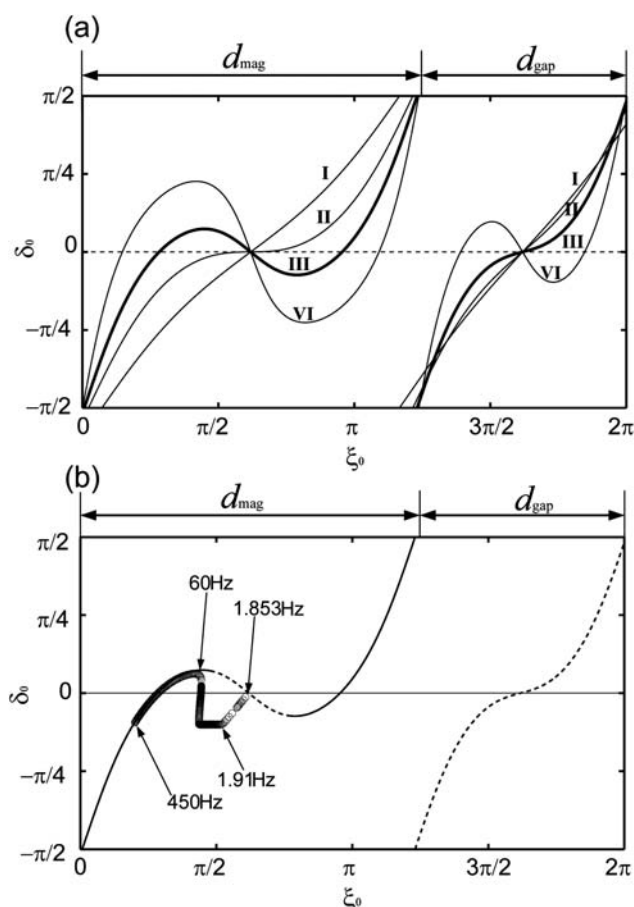 (a)
d_mag d_gap
π/2
π/4
0
−π/4
−π/2
δ₀
I
II
III
VI
I
II
III
VI
0 π/2 π 3π/2 2π
ξ₀
(b)
d_mag d_gap
π/2
π/4
0
−π/4
−π/2
δ₀
60Hz
1.853Hz
1.91Hz
450Hz
0 π/2 π 3π/2 2π
ξ₀